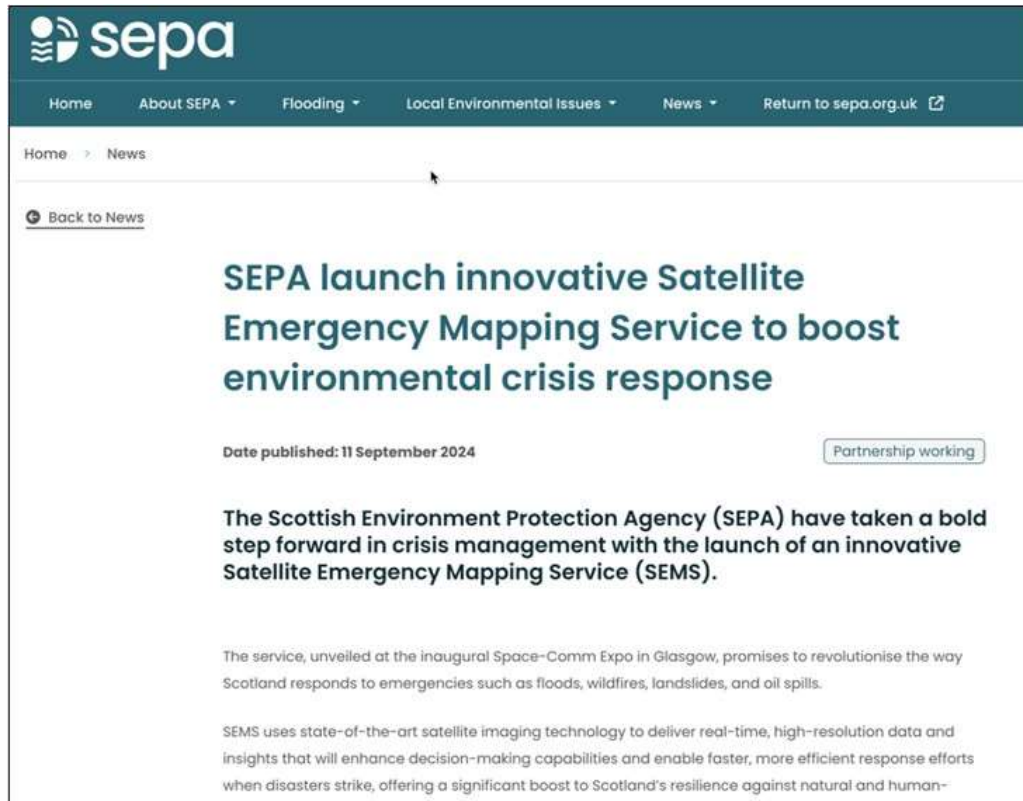 sepa
Home About SEPA Flooding Local Environmental Issues News Return to sepa.org.uk
Home > News
Back to News
SEPA launch innovative Satellite
Emergency Mapping Service to boost
environmental crisis response
Date published: 11 September 2024 Partnership working
The Scottish Environment Protection Agency (SEPA) have taken a bold
step forward in crisis management with the launch of an innovative
Satellite Emergency Mapping Service (SEMS).
The service, unveiled at the inaugural Space-Comm Expo in Glasgow, promises to revolutionise the way
Scotland responds to emergencies such as floods, wildfires, landslides, and oil spills.
SEMS uses state-of-the-art satellite imaging technology to deliver real-time, high-resolution data and
insights that will enhance decision-making capabilities and enable faster, more efficient response efforts
when disasters strike, offering a significant boost to Scotland's resilience against natural and human-